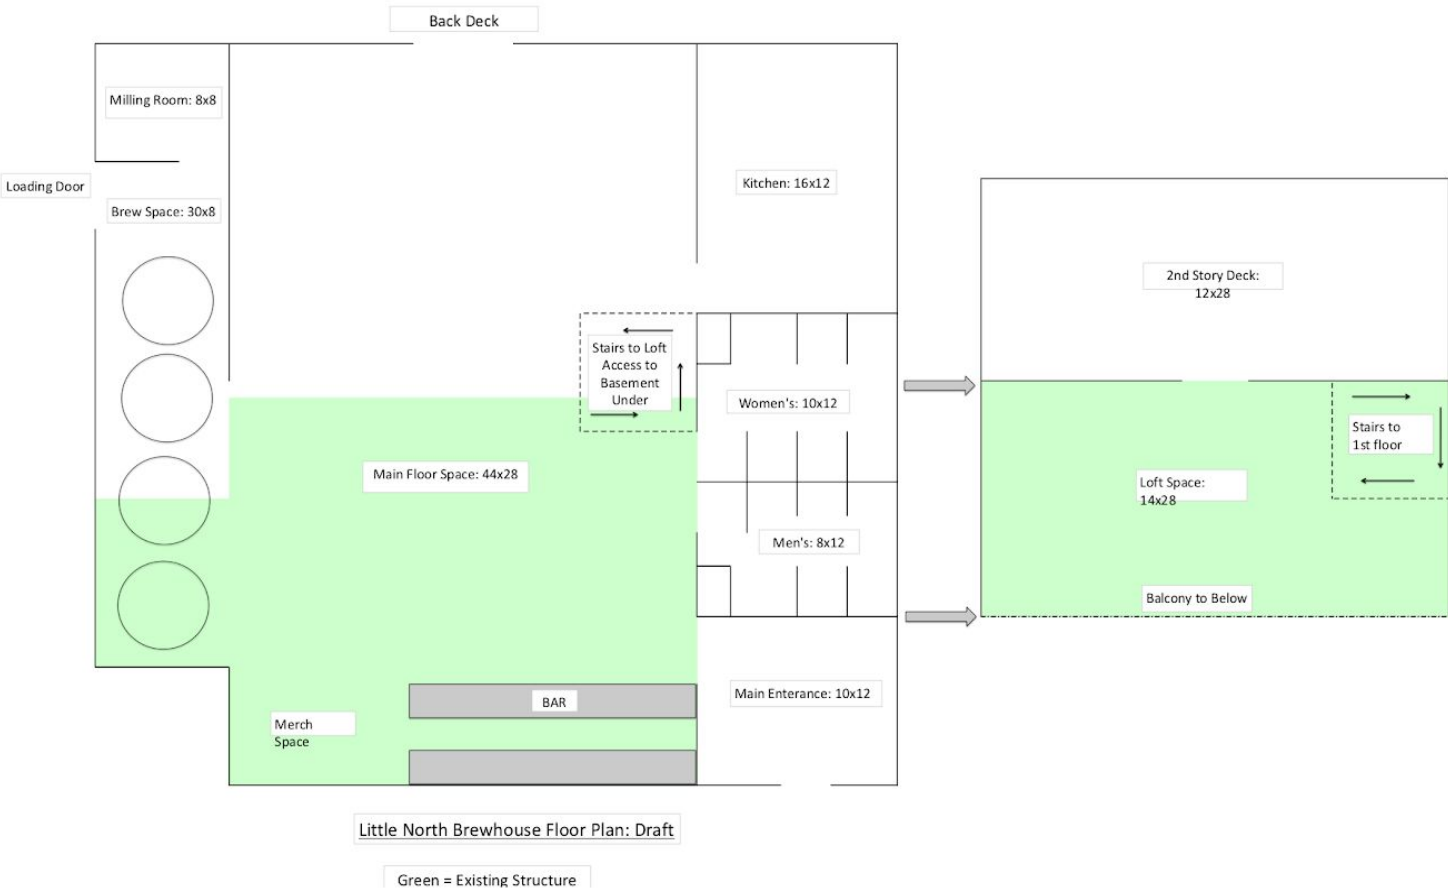 Back Deck
Milling Room: 8x8
Loading Door
Brew Space: 30x8
Kitchen: 16x12
Stairs to Loft
Access to
Basement
Under
Women's: 10x12
Main Floor Space: 44x28
Men's: 8x12
Main Enterance: 10x12
BAR
Merch
Space
2nd Story Deck:
12x28
Stairs to
1st floor
Loft Space:
14x28
Balcony to Below
Little North Brewhouse Floor Plan: Draft
Green = Existing Structure